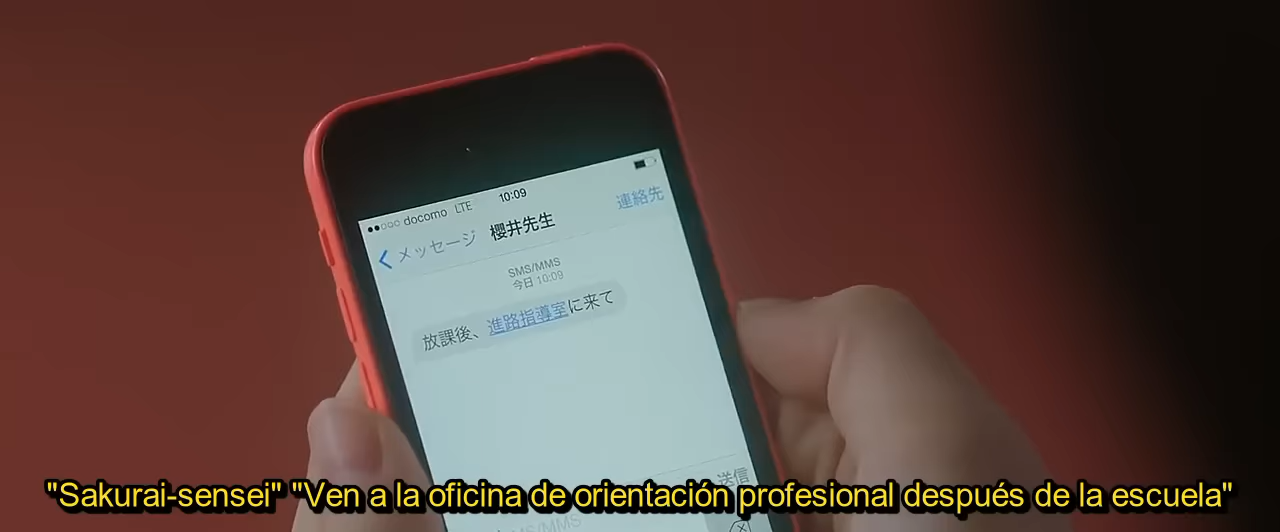 docomo LTE 10:09
メッセージ 櫻井先生 連絡先
SMS/MMS
今日 10:09
放課後、進路指導室に来て
送信
SMS/MMS
"Sakurai-sensei" "Ven a la oficina de orientación profesional después de la escuela"